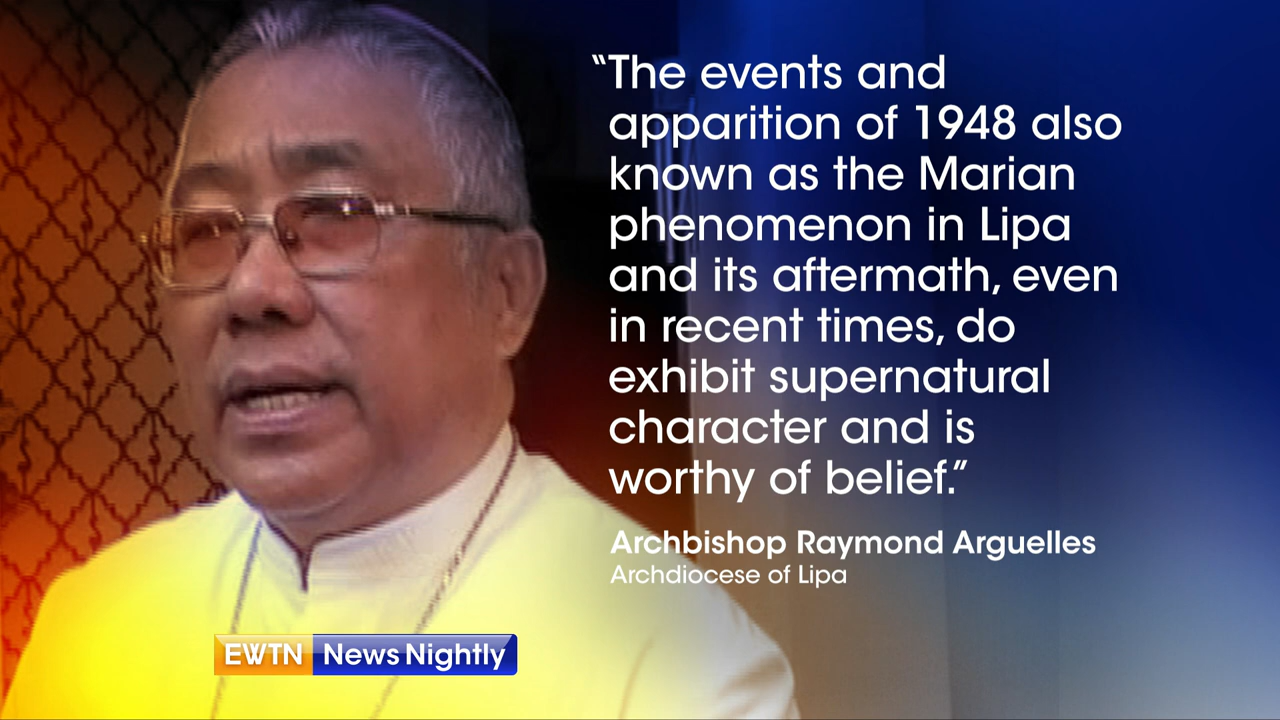 “The events and
apparition of 1948 also
known as the Marian
phenomenon in Lipa
and its aftermath, even
in recent times, do
exhibit supernatural
character and is
worthy of belief.”
Archbishop Raymond Arguelles
Archdiocese of Lipa
EWTN News Nightly